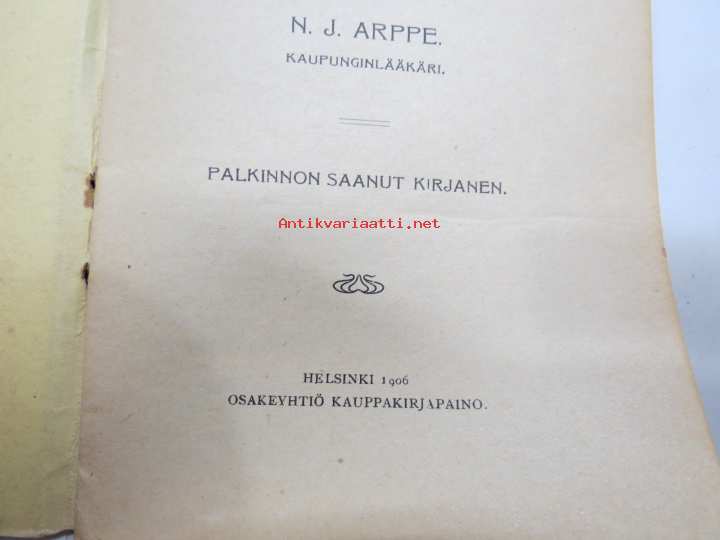 N. J. ARPPE.
KAUPUNGINLÄÄKÄRI.
PALKINNON SAANUT KIRJANEN.
Antikvariaatti.net
HELSINKI 1906
OSAKEYHTIÖ KAUPPAKIRJAPAINO.